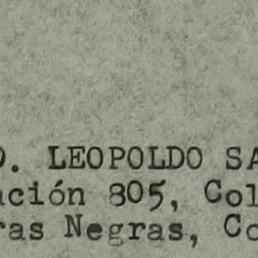 D. LEOPOLDO SA
ación 805, Col
ras Negras, Co